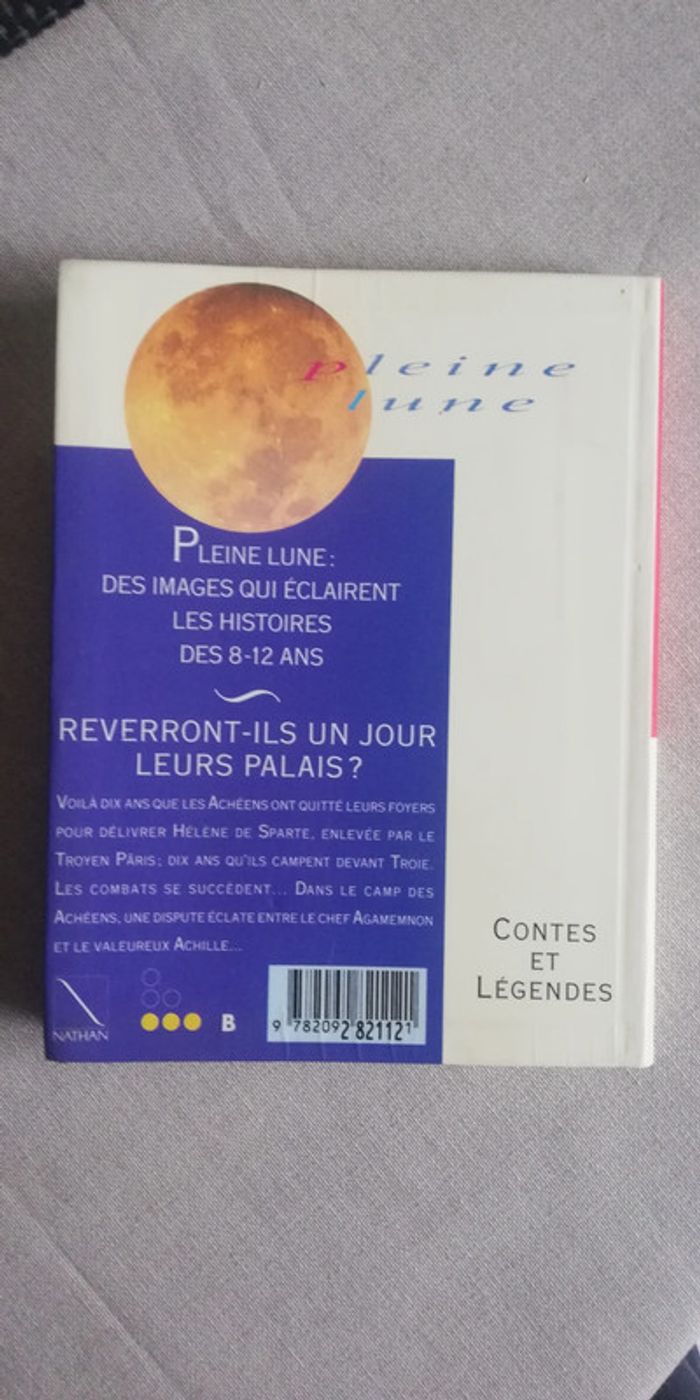 pleine
lune
PLEINE LUNE :
DES IMAGES QUI ÉCLAIRENT
LES HISTOIRES
DES 8-12 ANS
REVERRONT-ILS UN JOUR
LEURS PALAIS ?
VOILÀ DIX ANS QUE LES ACHÉENS ONT QUITTÉ LEURS FOYERS
POUR DÉLIVRER HÉLÈNE DE SPARTE, ENLEVÉE PAR LE
TROYEN PÂRIS ; DIX ANS QU'ILS CAMPENT DEVANT TROIE.
LES COMBATS SE SUCCÈDENT... DANS LE CAMP DES
ACHÉENS, UNE DISPUTE ÉCLATE ENTRE LE CHEF AGAMEMNON
ET LE VALEUREUX ACHILLE...
CONTES
ET
LÉGENDES
NATHAN
B
9 782092 821121